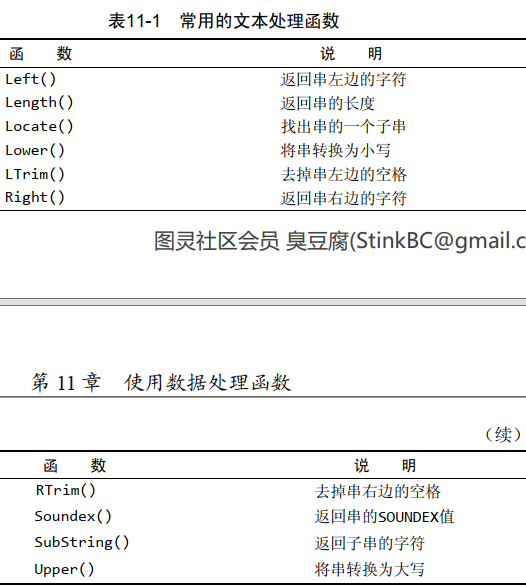 表11-1 常用的文本处理函数
函 数 说 明
Left() 返回串左边的字符
Length() 返回串的长度
Locate() 找出串的一个子串
Lower() 将串转换为小写
LTrim() 去掉串左边的空格
Right() 返回串右边的字符
图灵社区会员 臭豆腐(StinkBC@gmail.c
第 11 章 使用数据处理函数
（续）
函 数 说 明
RTrim() 去掉串右边的空格
Soundex() 返回串的SOUNDEX值
SubString() 返回子串的字符
Upper() 将串转换为大写